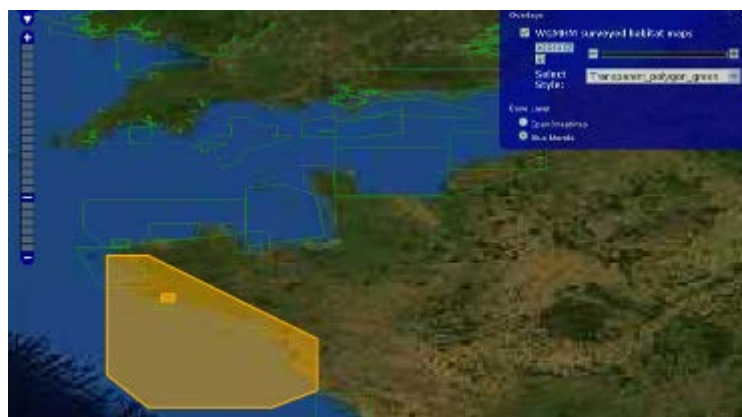 Overlays
WGMHM surveyed habitat maps
Select
Style:
Transparent_polygon_green
Base Layer
OpenStreetMap
Blue Marble